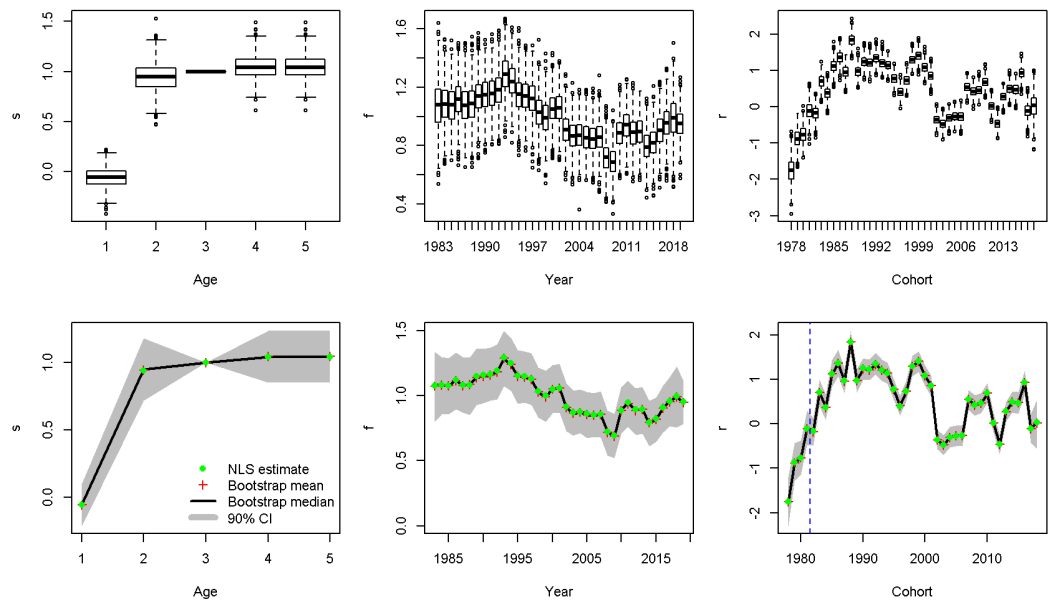 s
0.0 0.5 1.0 1.5
1 2 3 4 5
Age
f
0.4 0.8 1.2 1.6
1983 1990 1997 2004 2011 2018
Year
r
-3 -2 -1 0 1 2
1978 1985 1992 1999 2006 2013
Cohort
s
0.0 0.5 1.0
1 2 3 4 5
Age
NLS estimate
Bootstrap mean
Bootstrap median
90% CI
f
0.0 0.5 1.0 1.5
1985 1995 2005 2015
Year
r
-2 -1 0 1 2
1980 1990 2000 2010
Cohort